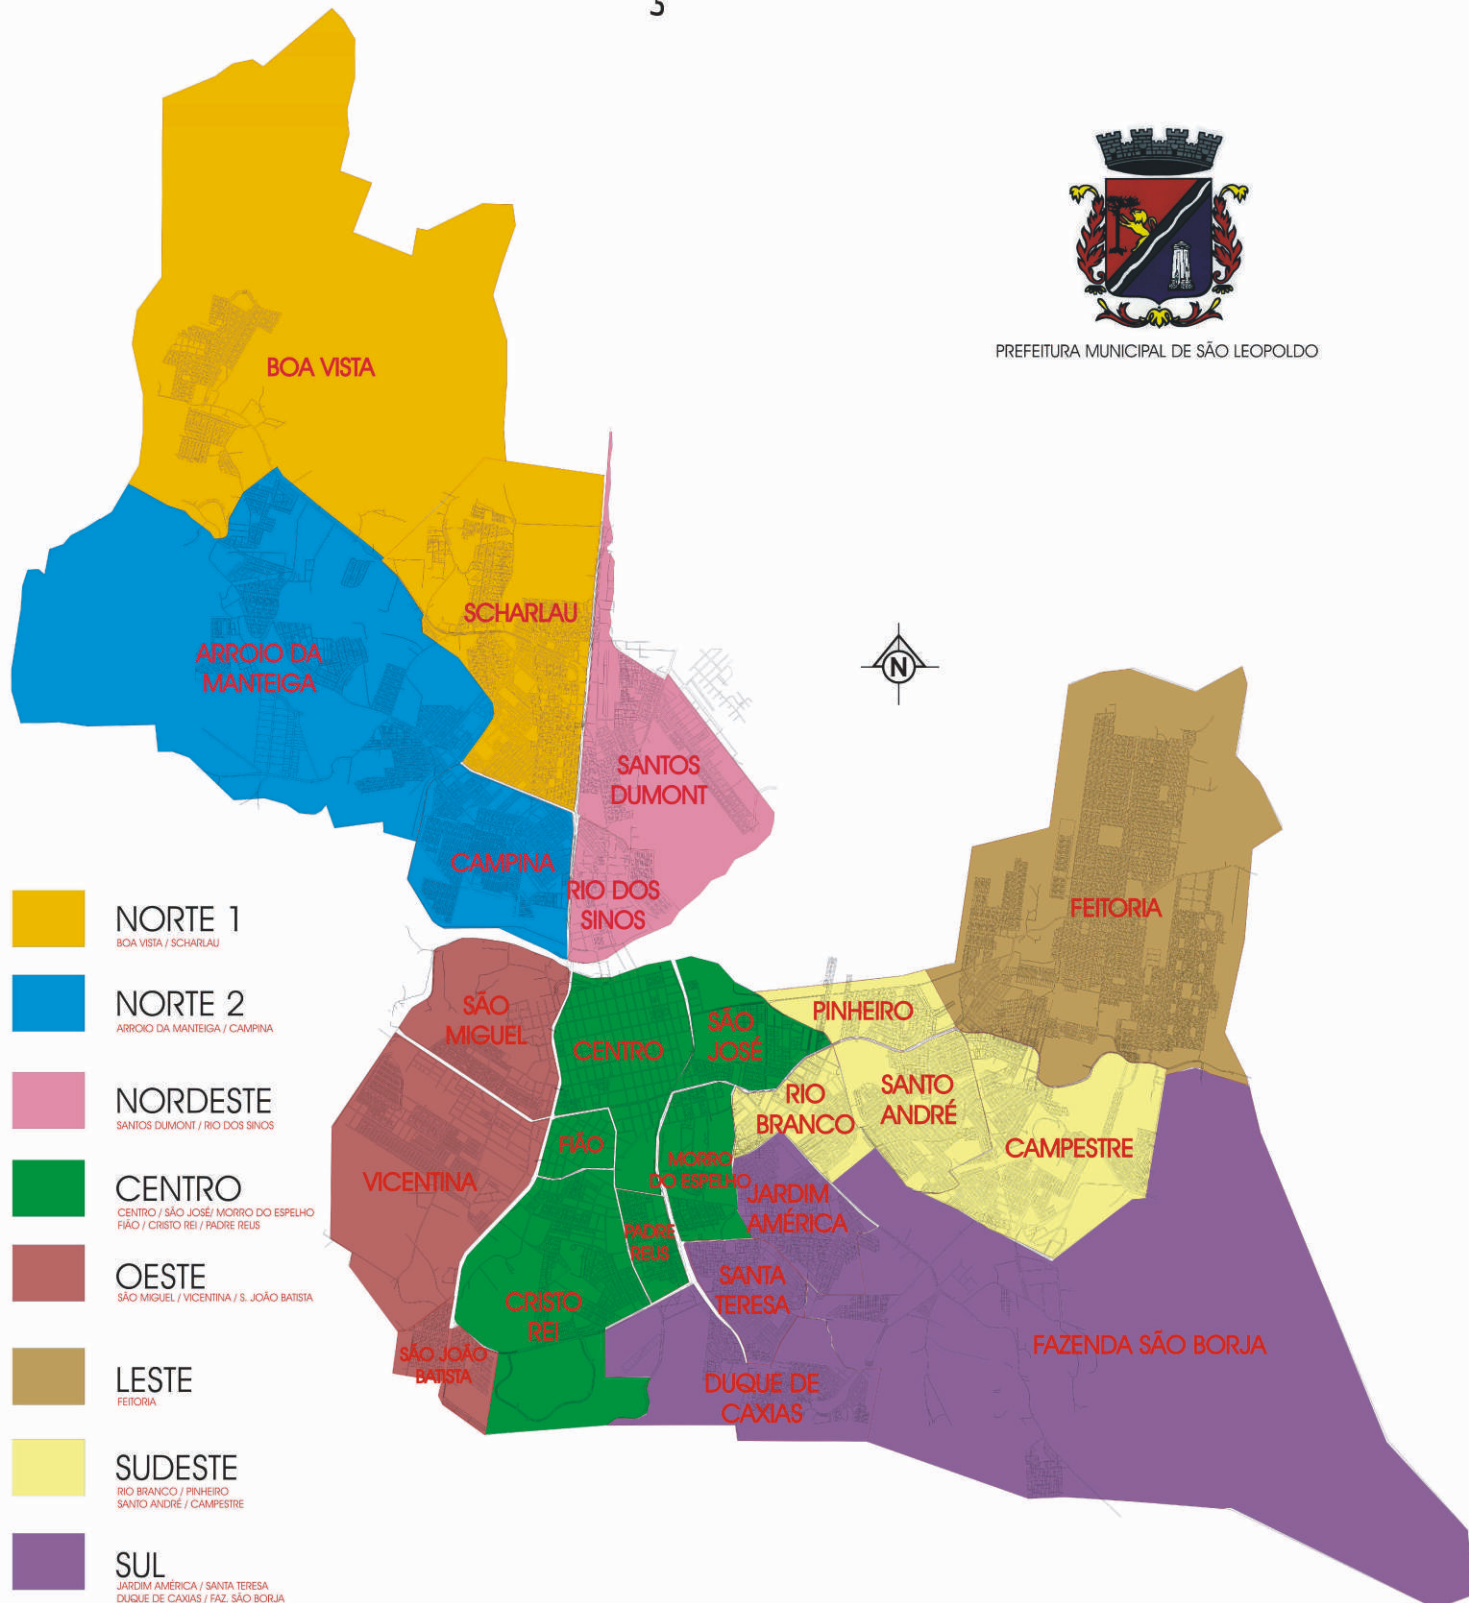 BOA VISTA
PREFEITURA MUNICIPAL DE SÃO LEOPOLDO
SCHARLAU
ARROIO DA
MANTEIGA
N
SANTOS
DUMONT
CAMPINA
RIO DOS
SINOS
FEITORIA
SÃO
MIGUEL
CENTRO
SÃO
JOSÉ
PINHEIRO
RIO
BRANCO
SANTO
ANDRÉ
CAMPESTRE
FIÃO
VICENTINA
MORRO
DO ESPELHO
JARDIM
AMÉRICA
PADRE
REUS
SANTA
TERESA
CRISTO
REI
FAZENDA SÃO BORJA
SÃO JOÃO
BATISTA
DUQUE DE
CAXIAS
NORTE 1
BOA VISTA / SCHARLAU
NORTE 2
ARROIO DA MANTEIGA / CAMPINA
NORDESTE
SANTOS DUMONT / RIO DOS SINOS
CENTRO
CENTRO / SÃO JOSÉ/ MORRO DO ESPELHO
FIÃO / CRISTO REI / PADRE REUS
OESTE
SÃO MIGUEL / VICENTINA / S. JOÃO BATISTA
LESTE
FEITORIA
SUDESTE
RIO BRANCO / PINHEIRO
SANTO ANDRÉ / CAMPESTRE
SUL
JARDIM AMÉRICA / SANTA TERESA
DUQUE DE CAXIAS / FAZ. SÃO BORJA